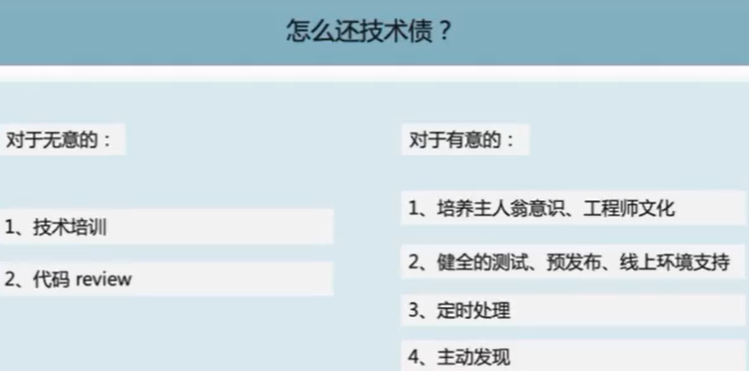 怎么还技术债？
对于无意的：
1、技术培训
2、代码 review
对于有意的：
1、培养主人翁意识、工程师文化
2、健全的测试、预发布、线上环境支持
3、定时处理
4、主动发现